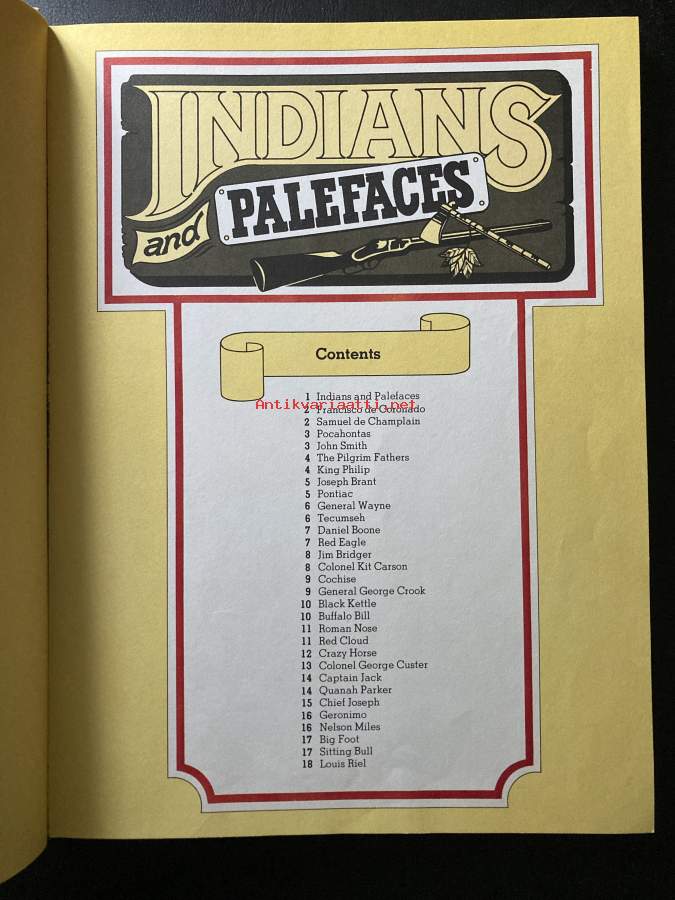 INDIANS
and PALEFACES
Contents
1 Indians and Palefaces
Antikvariaatti.net
2 Francisco de Coronado
2 Samuel de Champlain
3 Pocahontas
3 John Smith
4 The Pilgrim Fathers
4 King Philip
5 Joseph Brant
5 Pontiac
6 General Wayne
6 Tecumseh
7 Daniel Boone
7 Red Eagle
8 Jim Bridger
8 Colonel Kit Carson
9 Cochise
9 General George Crook
10 Black Kettle
10 Buffalo Bill
11 Roman Nose
11 Red Cloud
12 Crazy Horse
13 Colonel George Custer
14 Captain Jack
14 Quanah Parker
15 Chief Joseph
16 Geronimo
16 Nelson Miles
17 Big Foot
17 Sitting Bull
18 Louis Riel